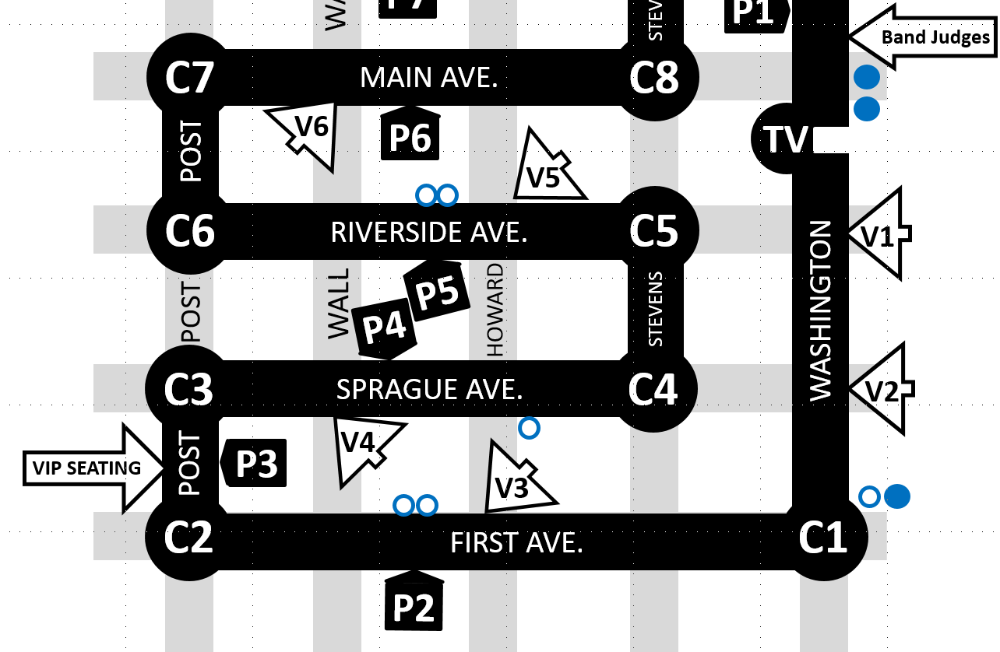 P7
P1
STEV
WA
Band Judges
C7
MAIN AVE.
C8
V6
P6
TV
POST
V5
C6
RIVERSIDE AVE.
C5
V1
POST
WALL
P5
P4
HOWARD
STEVENS
WASHINGTON
C3
SPRAGUE AVE.
C4
V2
V4
POST
VIP SEATING
P3
V3
C2
FIRST AVE.
C1
P2